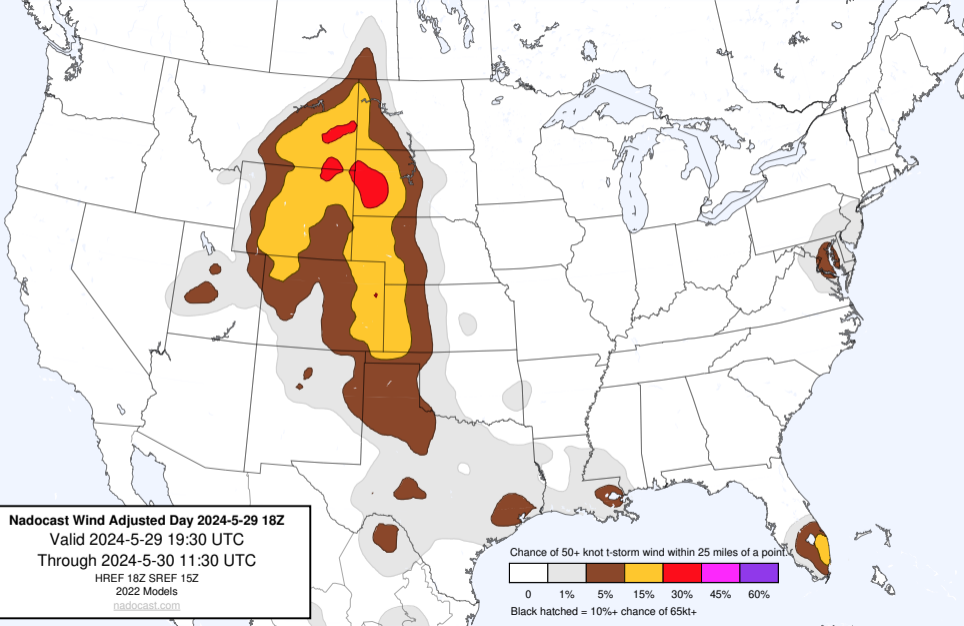 Nadocast Wind Adjusted Day 2024-5-29 18Z
Valid 2024-5-29 19:30 UTC
Through 2024-5-30 11:30 UTC
HREF 18Z SREF 15Z
2022 Models
nadocast.com
Chance of 50+ knot t-storm wind within 25 miles of a point.
0 1% 5% 15% 30% 45% 60%
Black hatched = 10%+ chance of 65kt+